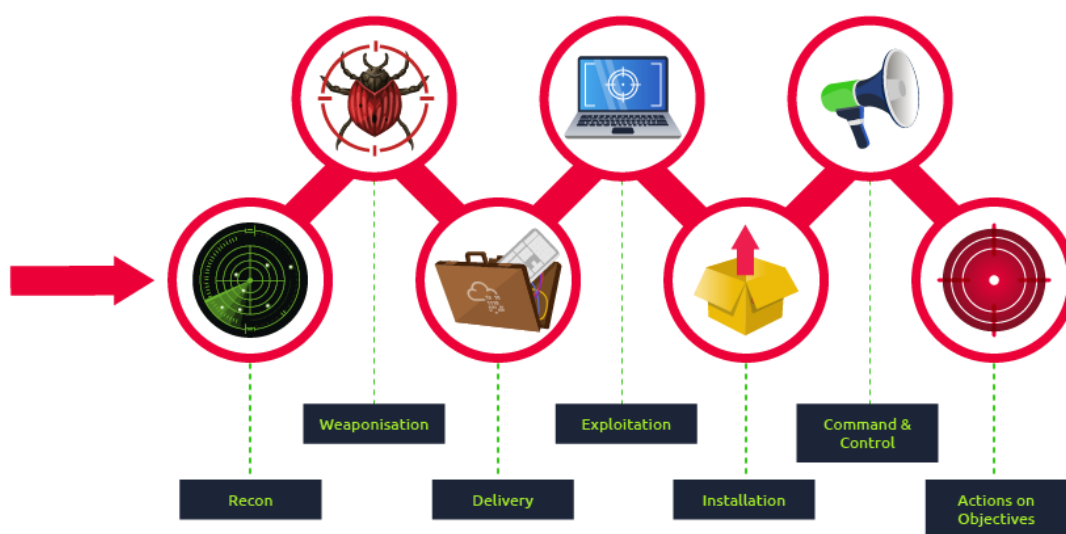 Recon
Weaponisation
Delivery
Exploitation
Installation
Command &
Control
Actions on
Objectives